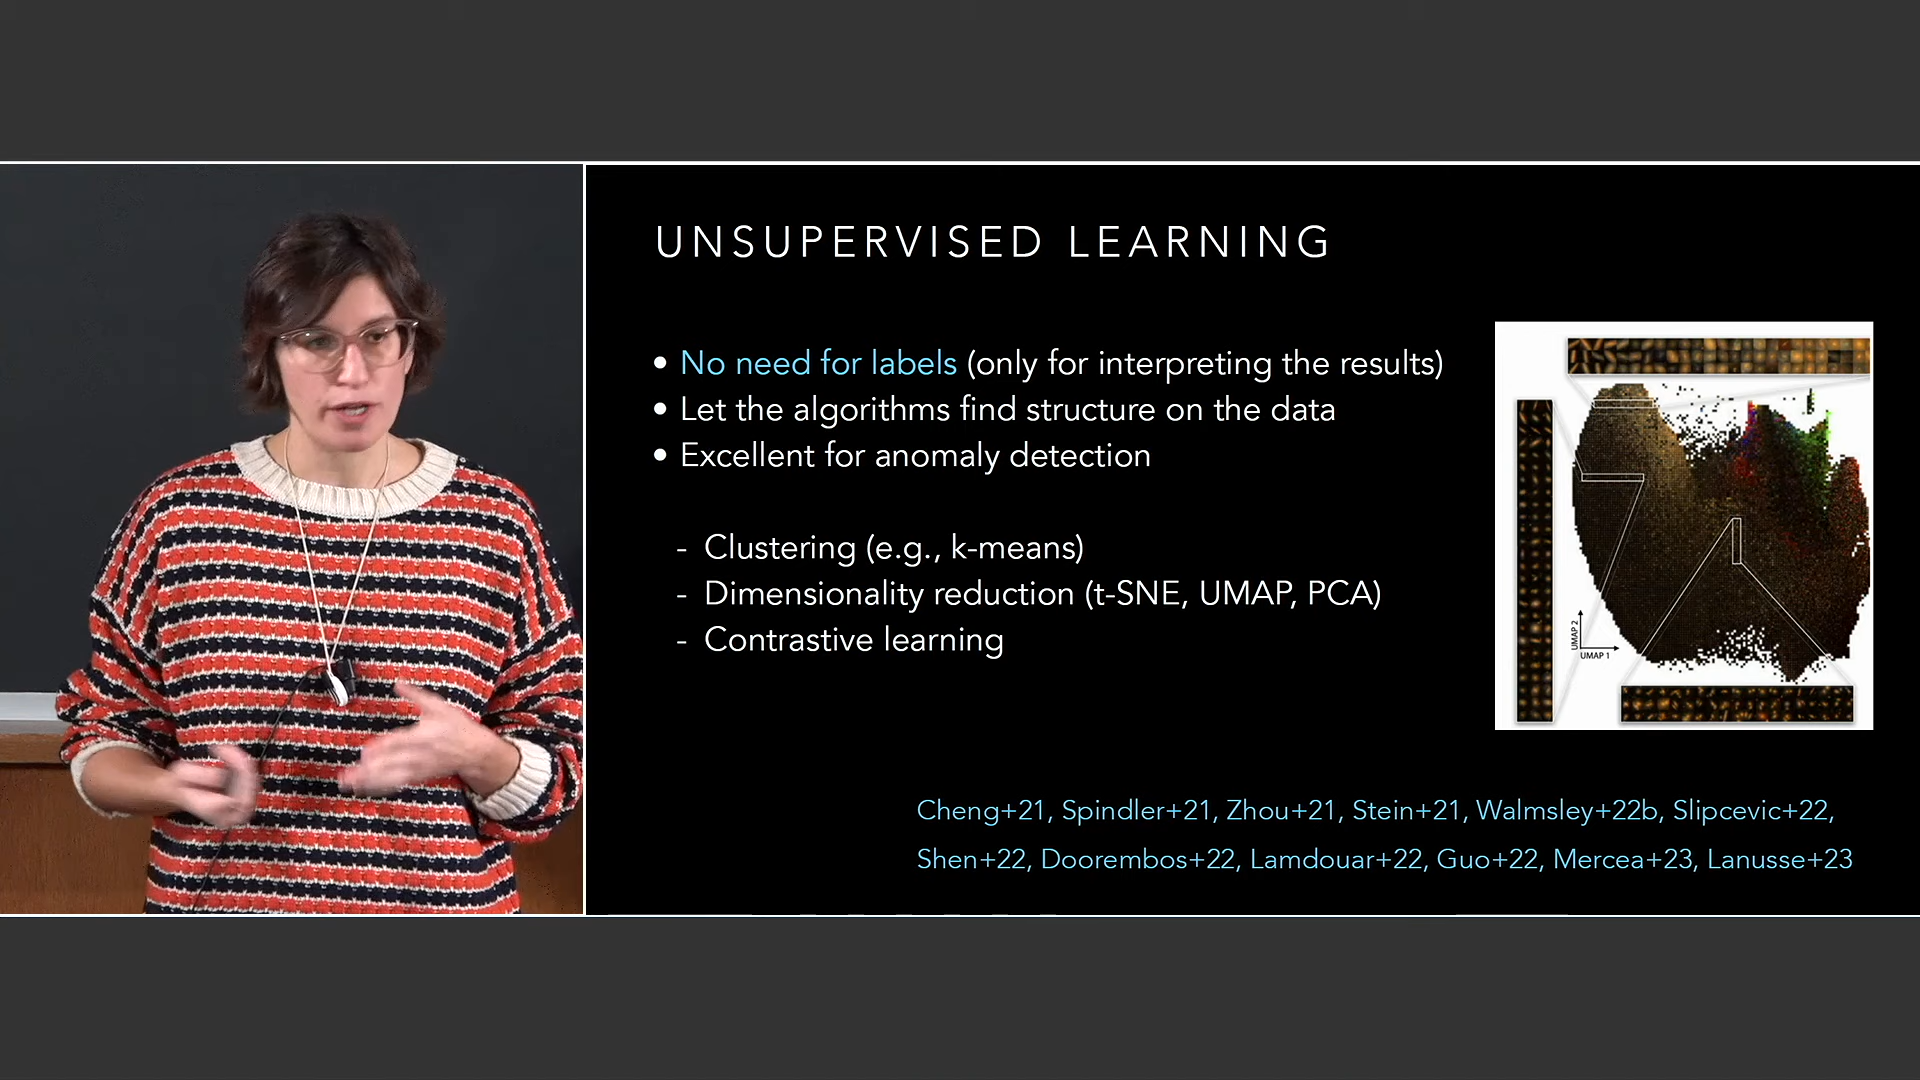 UNSUPERVISED LEARNING
• No need for labels (only for interpreting the results)
• Let the algorithms find structure on the data
• Excellent for anomaly detection
- Clustering (e.g., k-means)
- Dimensionality reduction (t-SNE, UMAP, PCA)
- Contrastive learning
UMAP 2
UMAP 1
Cheng+21, Spindler+21, Zhou+21, Stein+21, Walmsley+22b, Slipcevic+22,
Shen+22, Doorembos+22, Lamdouar+22, Guo+22, Mercea+23, Lanusse+23